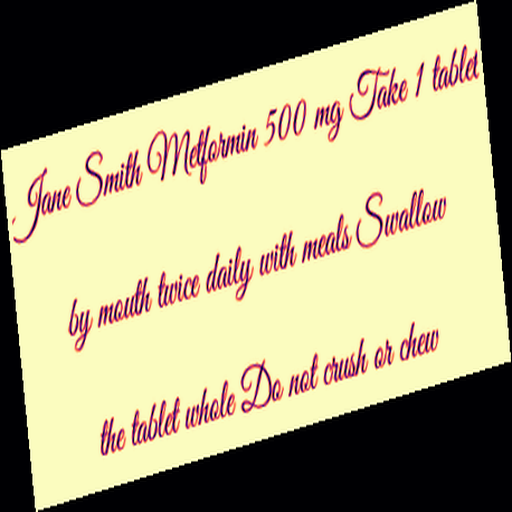 Jane Smith Metformin 500 mg Take 1 tablet
by mouth twice daily with meals Swallow
the tablet whole Do not crush or chew